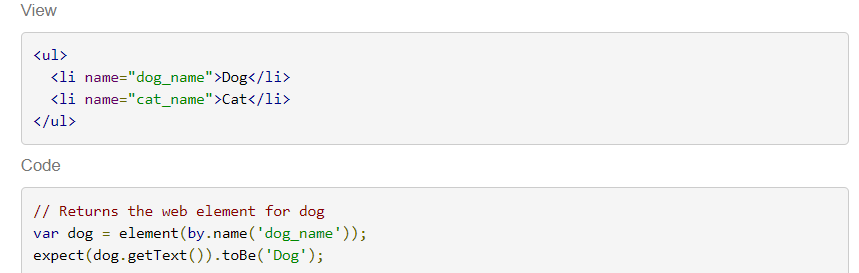 View
<ul>
  <li name="dog_name">Dog</li>
  <li name="cat_name">Cat</li>
</ul>
Code
// Returns the web element for dog
var dog = element(by.name('dog_name'));
expect(dog.getText()).toBe('Dog');